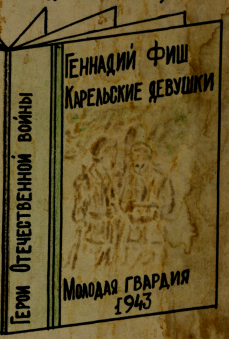 Геннадий Фиш
Карельские девушки
Молодая гвардия
1943
Герои Отечественной войны